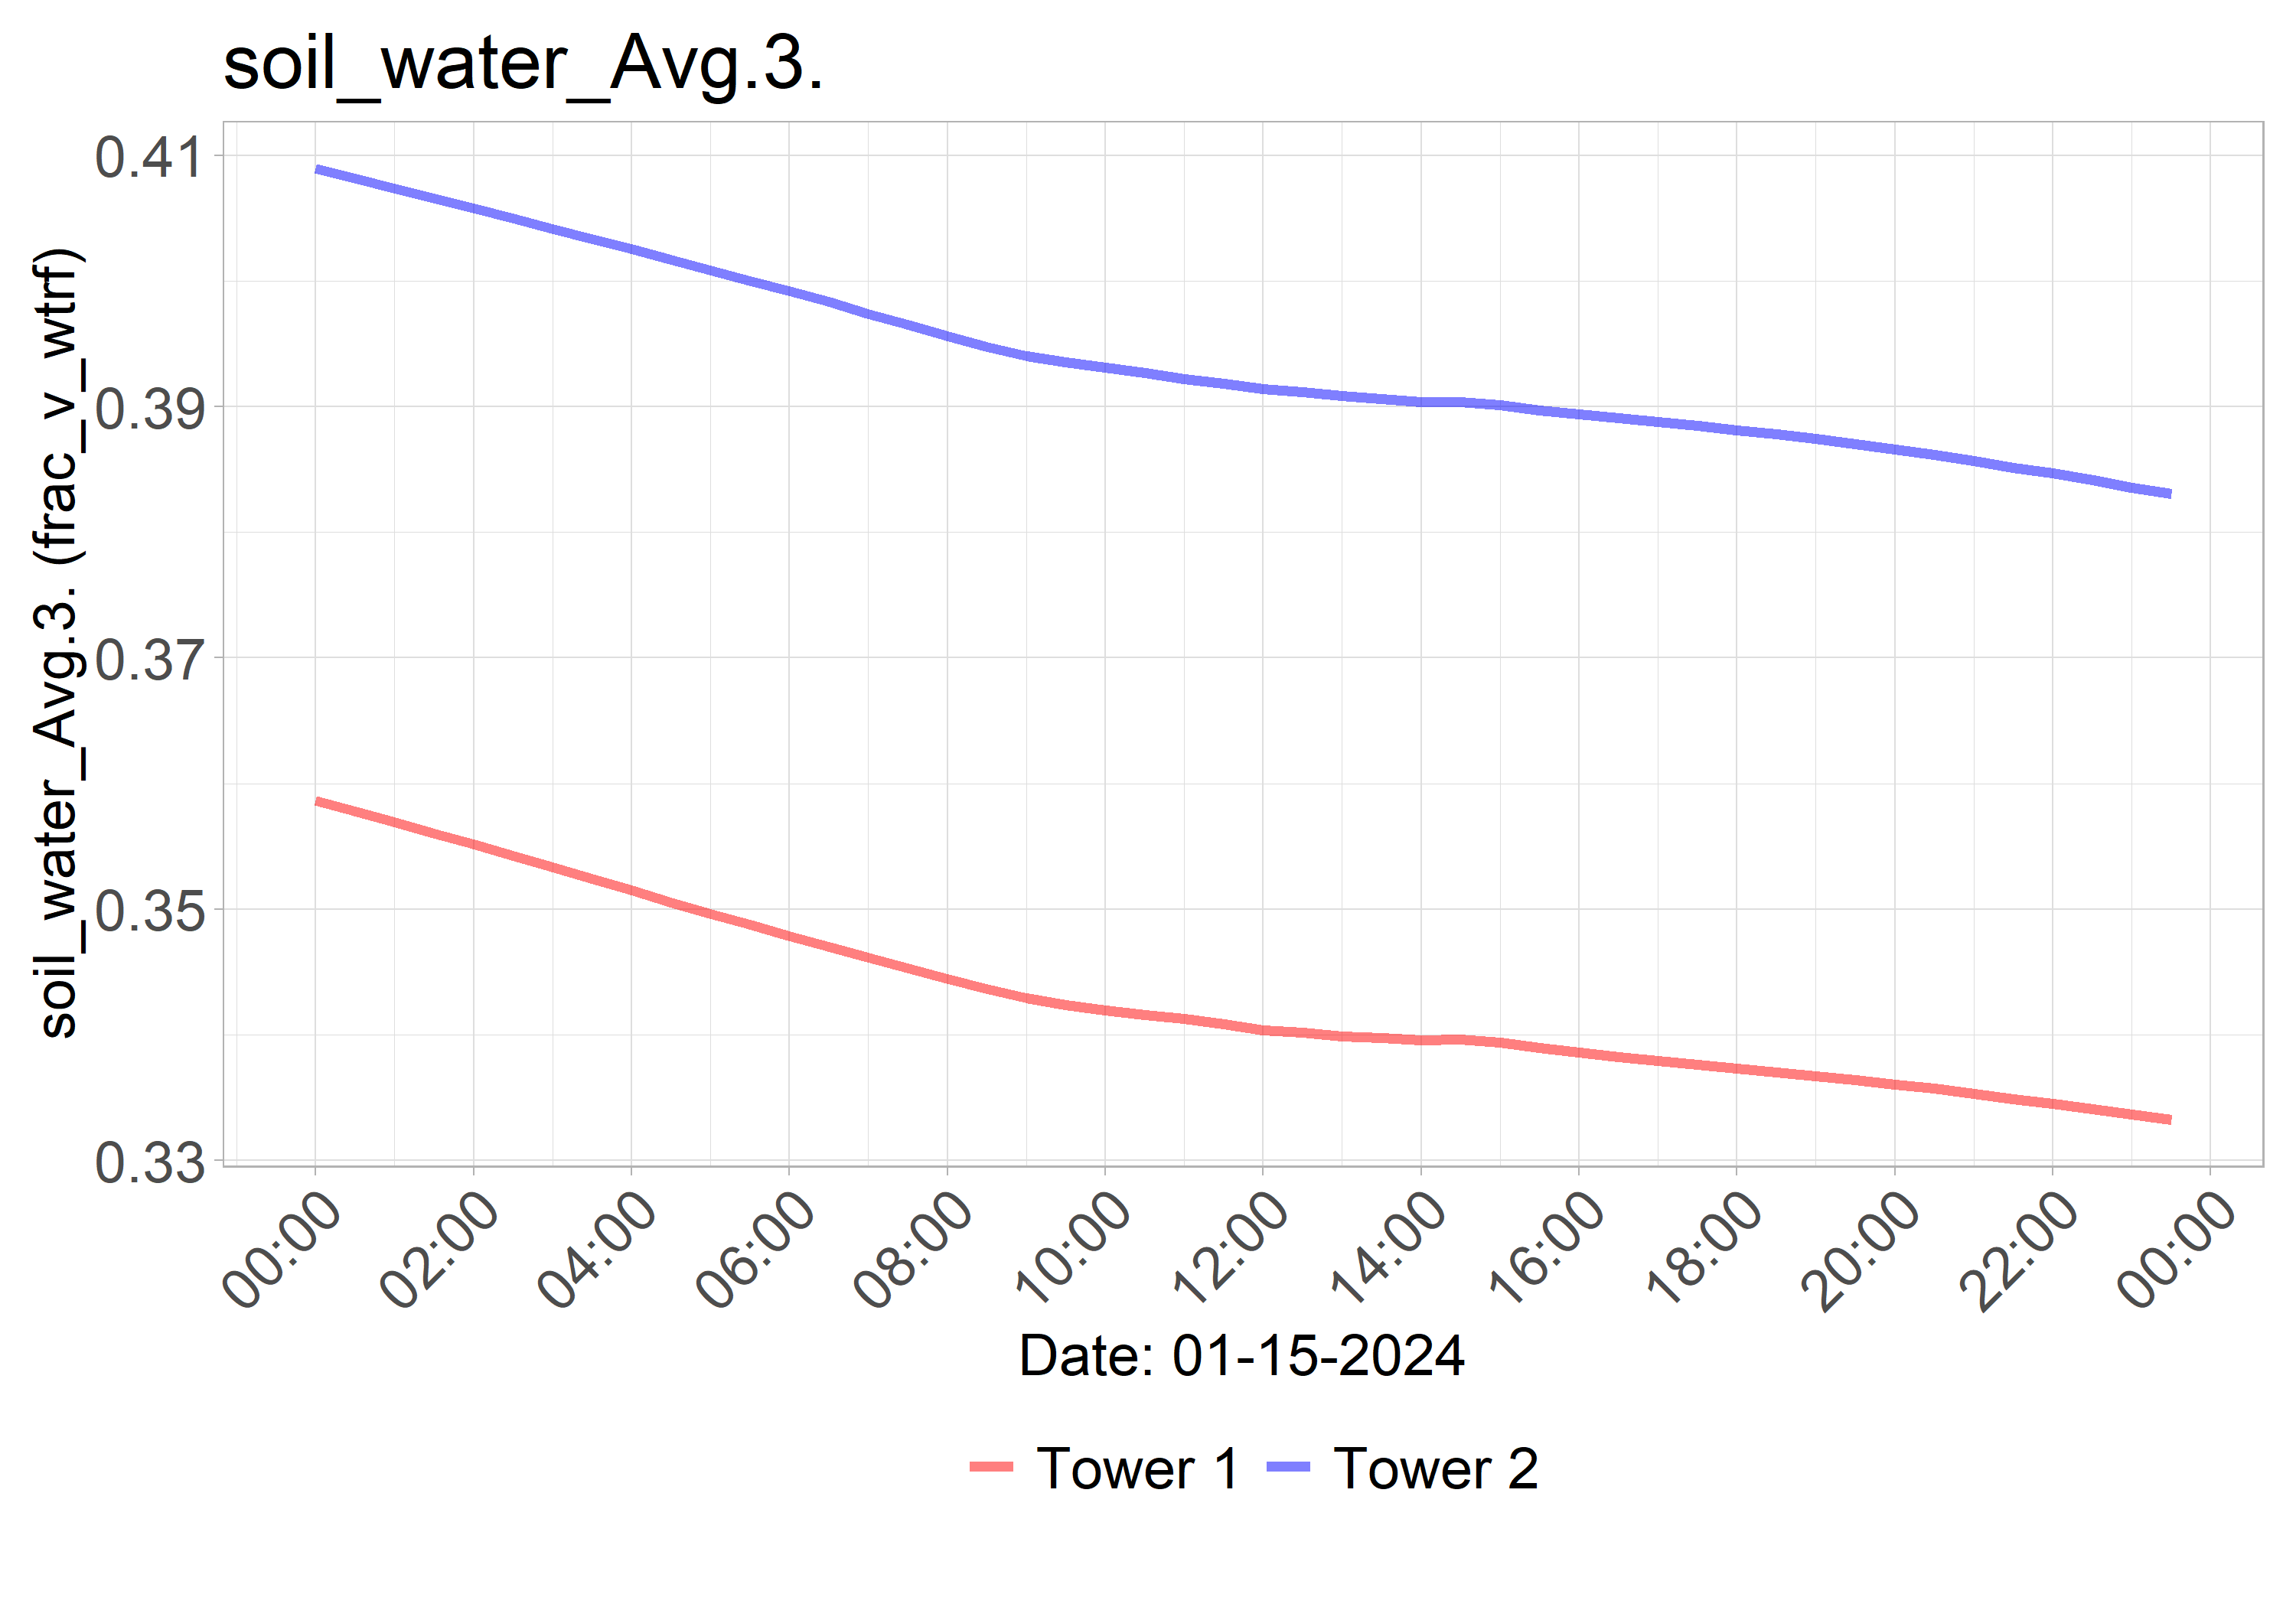 soil_water_Avg.3.
soil_water_Avg.3. (frac_v_wtrf)
0.41
0.39
0.37
0.35
0.33
00:00 02:00 04:00 06:00 08:00 10:00 12:00 14:00 16:00 18:00 20:00 22:00 00:00
Date: 01-15-2024
Tower 1 Tower 2